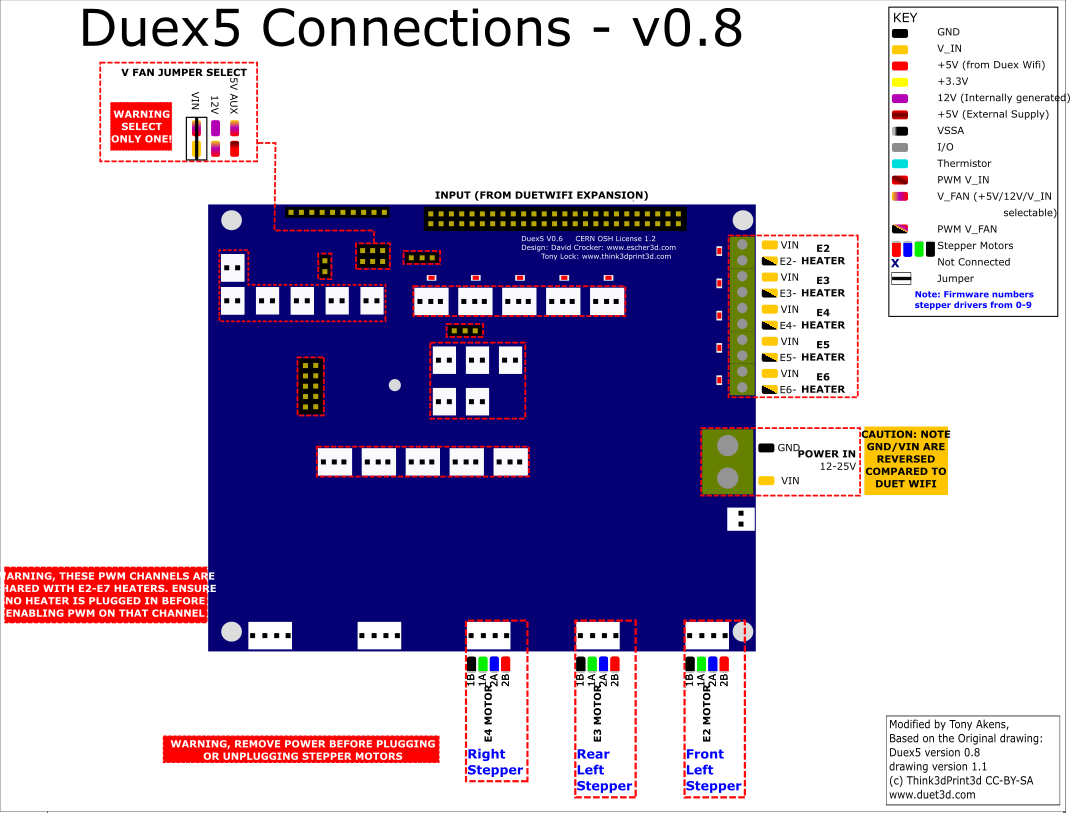 Duex5 Connections - v0.8
KEY
GND
V_IN
+5V (from Duex Wifi)
+3.3V
12V (Internally generated)
+5V (External Supply)
VSSA
I/O
Thermistor
PWM V_IN
V_FAN (+5V/12V/V_IN
selectable)
PWM V_FAN
Stepper Motors
X
Not Connected
Jumper
Note: Firmware numbers
stepper drivers from 0-9
V FAN JUMPER SELECT
WARNING
SELECT
ONLY ONE!
VIN
12V
5V AUX
INPUT (FROM DUETWIFI EXPANSION)
Duex5 V0.6 CERN OSH License 1.2
Design: David Crocker: www.escher3d.com
Tony Lock: www.think3dprint3d.com
VIN
E2-
E2
HEATER
VIN
E3-
E3
HEATER
VIN
E4-
E4
HEATER
VIN
E5-
E5
HEATER
VIN
E6-
E6
HEATER
GND
POWER IN
12-25V
VIN
CAUTION: NOTE
GND/VIN ARE
REVERSED
COMPARED TO
DUET WIFI
ARNING, THESE PWM CHANNELS ARE
HARED WITH E2-E7 HEATERS. ENSURE
NO HEATER IS PLUGGED IN BEFORE
ENABLING PWM ON THAT CHANNEL
1B
1A
2A
2B
E4 MOTOR
Right
Stepper
1B
1A
2A
2B
E3 MOTOR
Rear
Left
Stepper
1B
1A
2A
2B
E2 MOTOR
Front
Left
Stepper
WARNING, REMOVE POWER BEFORE PLUGGING
OR UNPLUGGING STEPPER MOTORS
Modified by Tony Akens,
Based on the Original drawing:
Duex5 version 0.8
drawing version 1.1
(c) Think3dPrint3d CC-BY-SA
www.duet3d.com